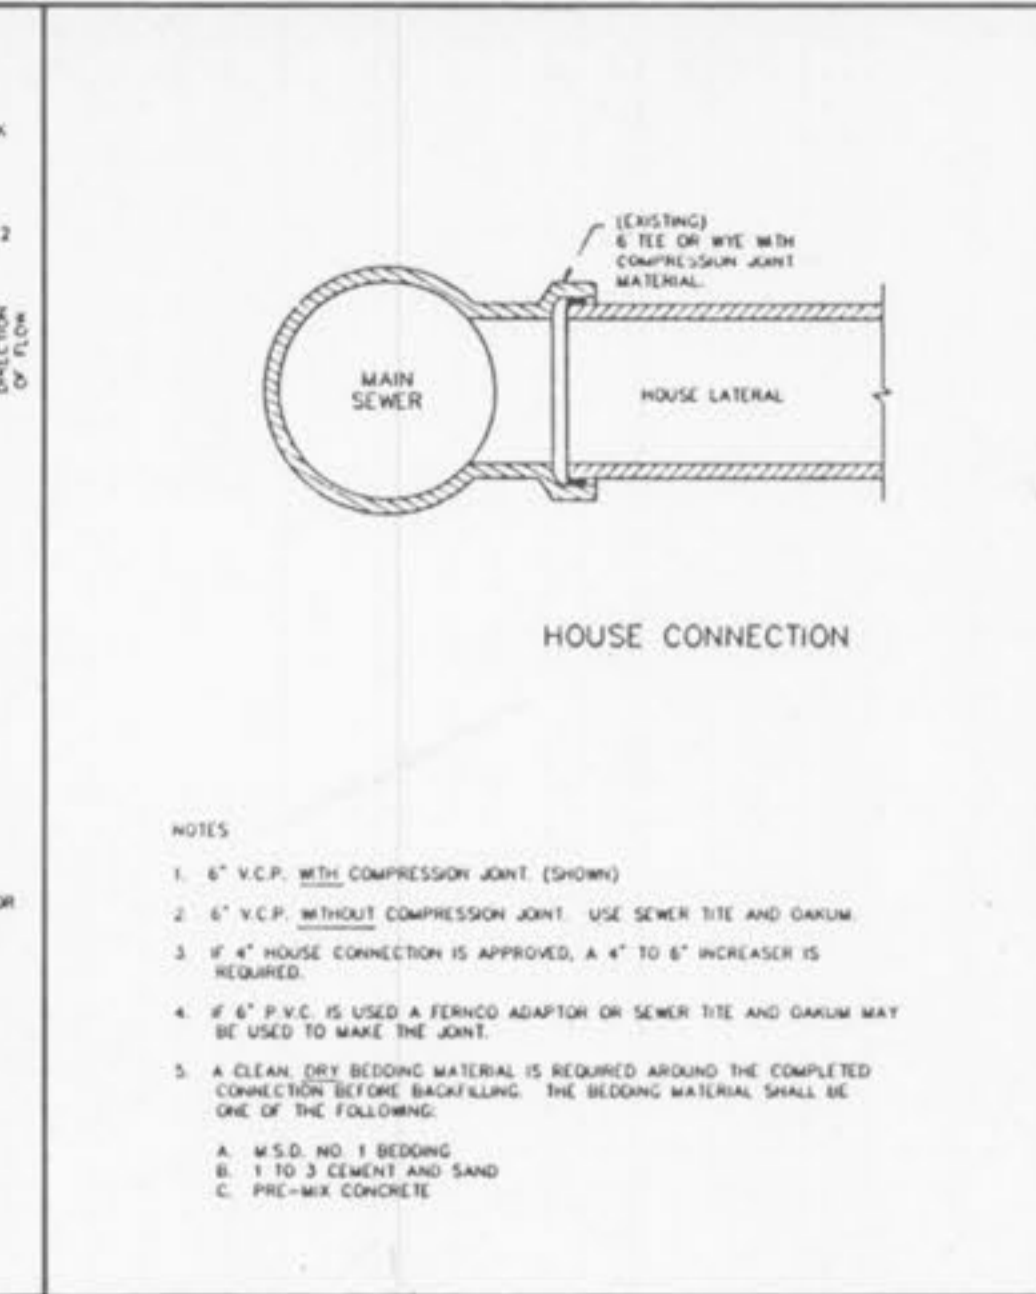 X
2
OF FLOW
OR
(EXISTING)
6 TEE OR WYE WITH
COMPRESSION JOINT
MATERIAL.
MAIN
SEWER
HOUSE LATERAL
HOUSE CONNECTION
NOTES
1. 6" V.C.P. WITH COMPRESSION JOINT. (SHOWN)
2 6" V.C.P. WITHOUT COMPRESSION JOINT. USE SEWER TITE AND OAKUM.
3 IF 4" HOUSE CONNECTION IS APPROVED, A 4" TO 6" INCREASER IS
REQUIRED.
4. IF 6" P.V.C. IS USED A FERNCO ADAPTOR OR SEWER TITE AND OAKUM MAY
BE USED TO MAKE THE JOINT.
5. A CLEAN, DRY BEDDING MATERIAL IS REQUIRED AROUND THE COMPLETED
CONNECTION BEFORE BACKFILLING. THE BEDDING MATERIAL SHALL BE
ONE OF THE FOLLOWING:
A. M.S.D. NO. 1 BEDDING
B. 1 TO 3 CEMENT AND SAND
C. PRE-MIX CONCRETE